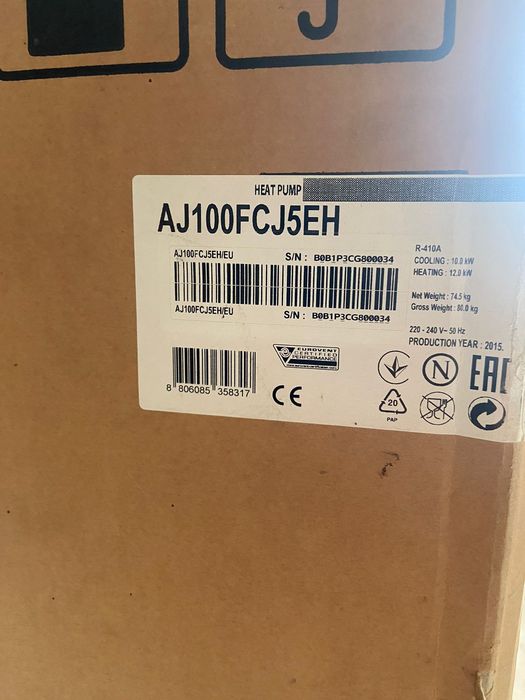 HEAT PUMP
AJ100FCJ5EH
AJ100FCJ5EH/EU S/N : B0B1P3CG800034
AJ100FCJ5EH/EU S/N : B0B1P3CG800034
R-410A
COOLING : 10.0 kW
HEATING : 12.0 kW
Net Weight : 74.5 kg
Gross Weight : 80.0 kg
220 - 240 V~ 50 Hz
PRODUCTION YEAR : 2015.
8 806085 358317
EUROVENT
CERTIFIED
PERFORMANCE
CE
N
EAC
20
PAP